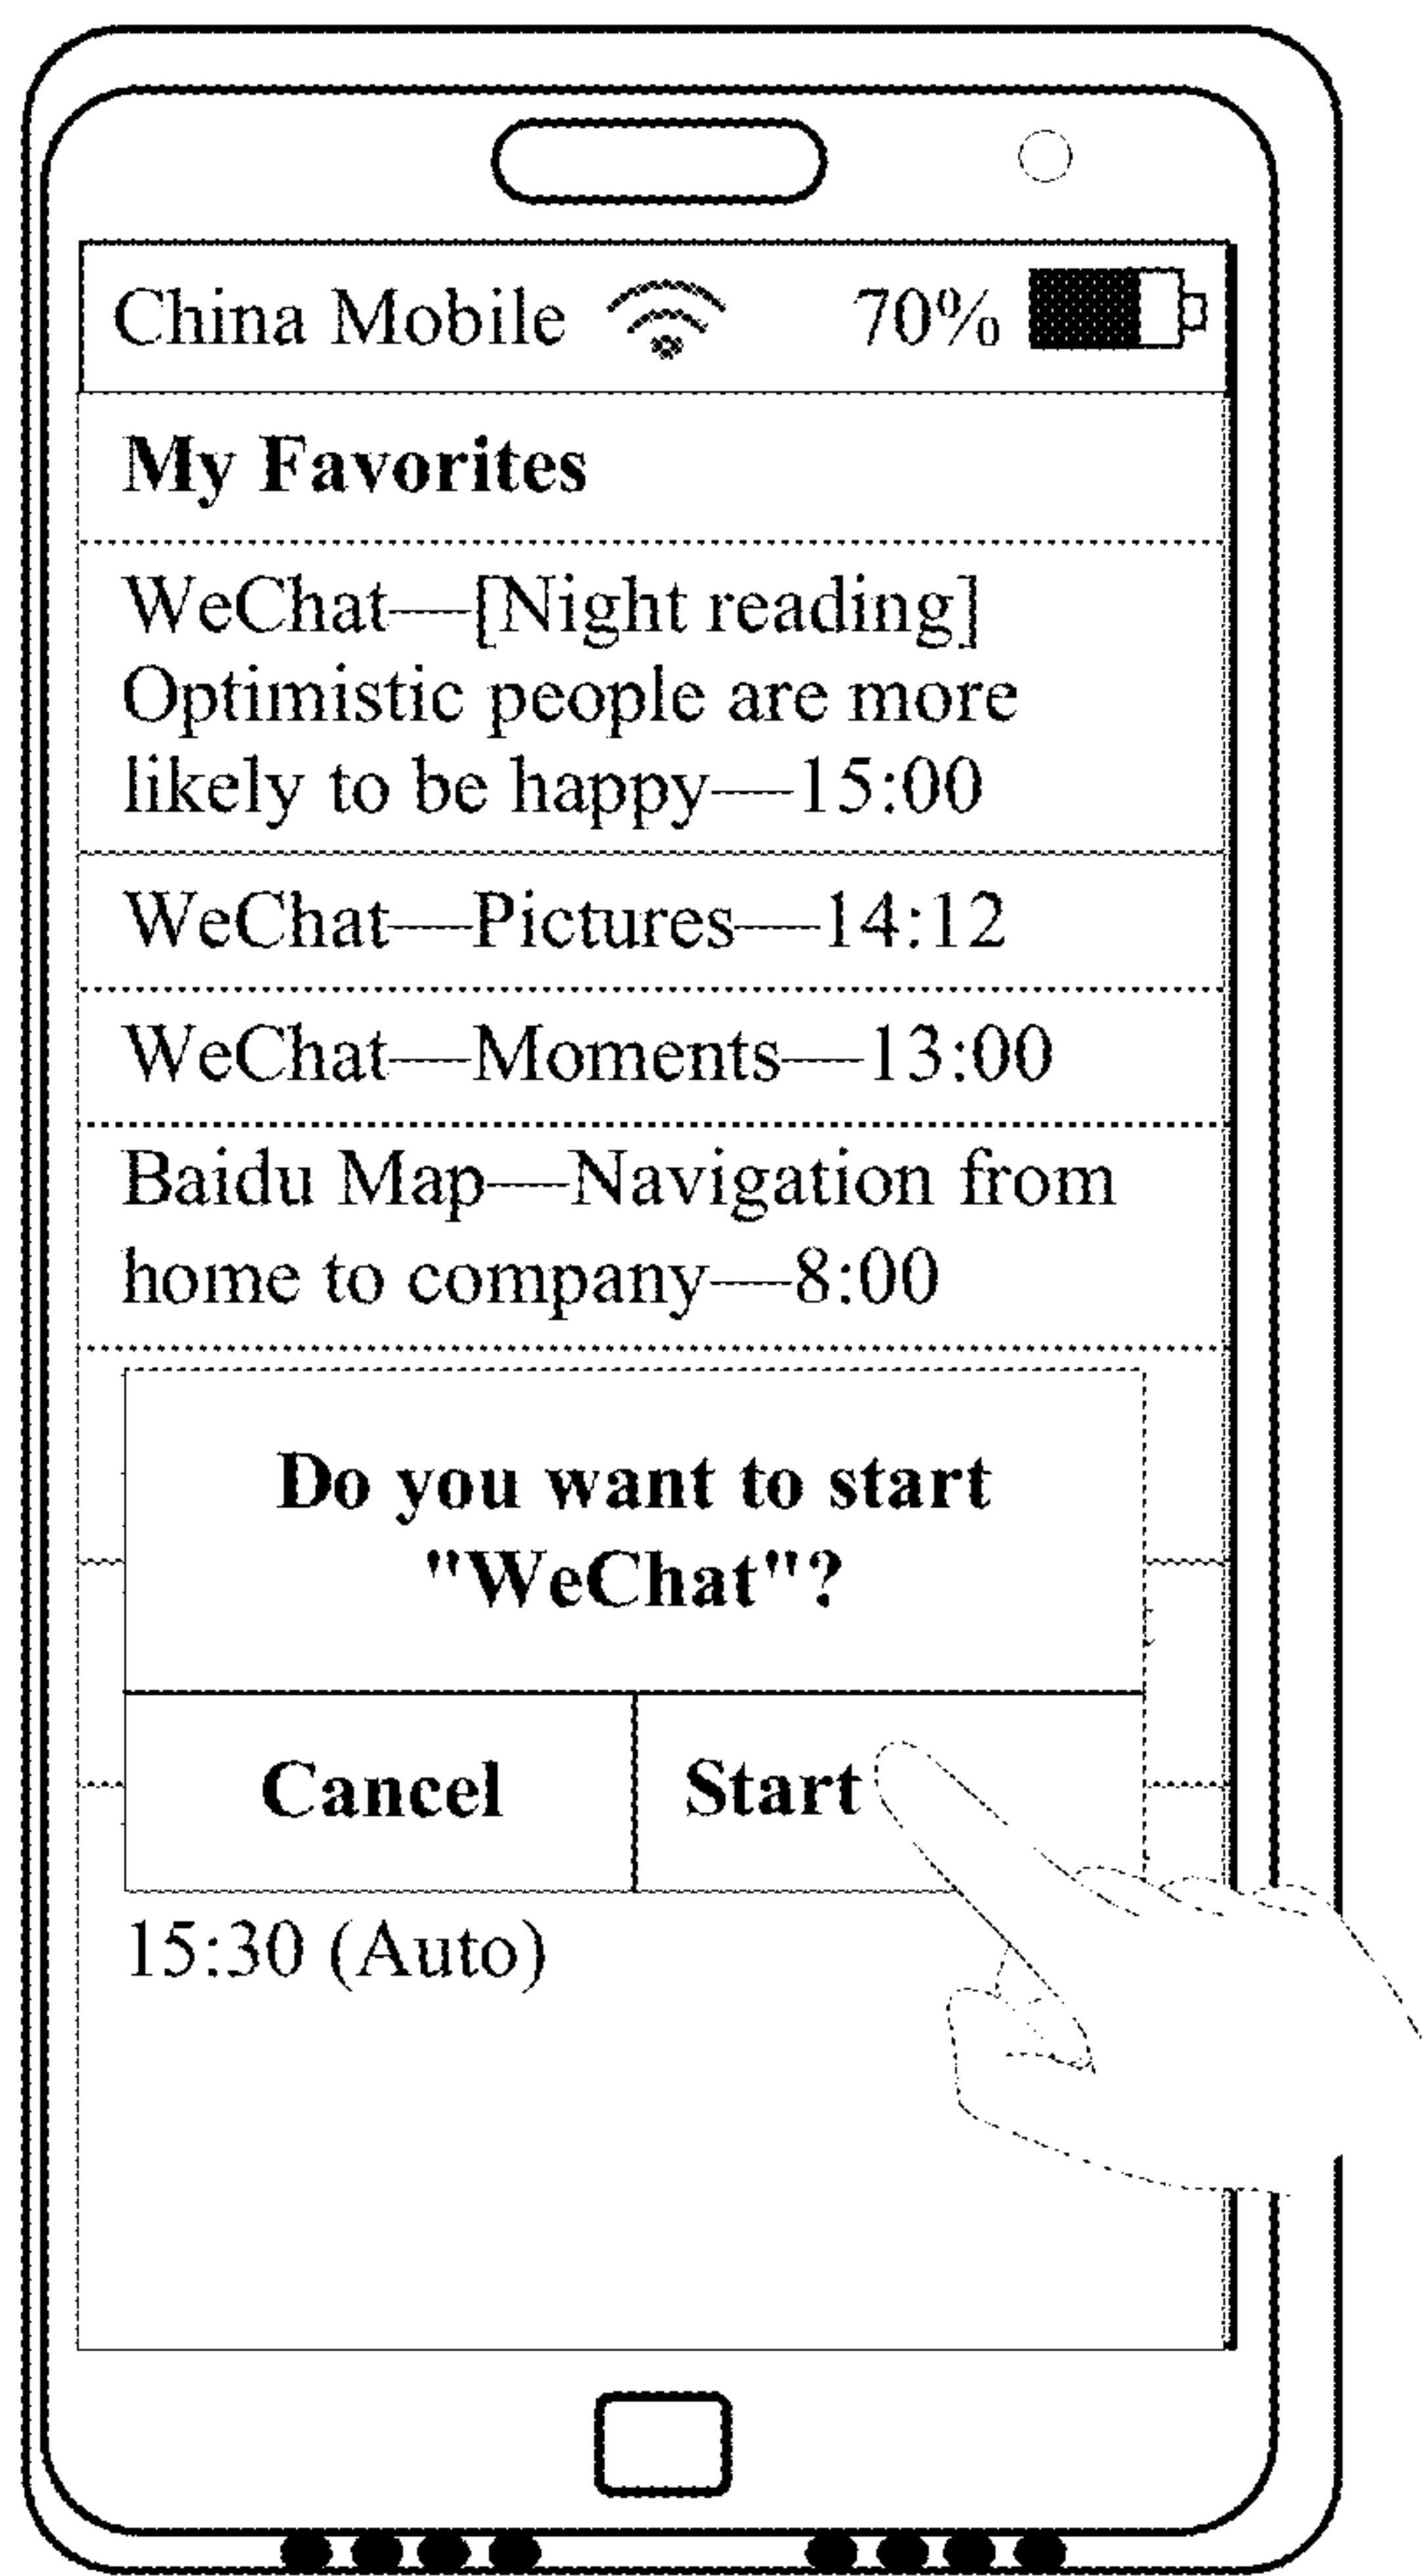 China Mobile 70%
My Favorites
WeChat—[Night reading]
Optimistic people are more
likely to be happy—15:00
WeChat—Pictures—14:12
WeChat—Moments—13:00
Baidu Map—Navigation from
home to company—8:00
Do you want to start
"WeChat"?
Cancel Start
15:30 (Auto)